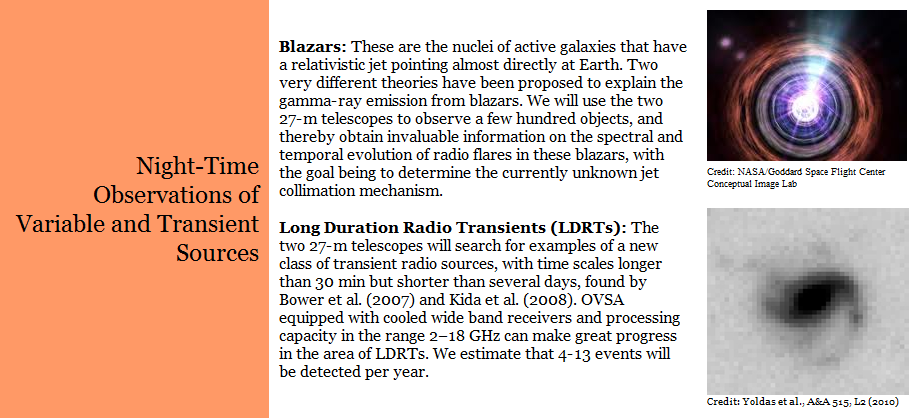 Night-Time
Observations of
Variable and Transient
Sources
Blazars: These are the nuclei of active galaxies that have
a relativistic jet pointing almost directly at Earth. Two
very different theories have been proposed to explain the
gamma-ray emission from blazars. We will use the two
27-m telescopes to observe a few hundred objects, and
thereby obtain invaluable information on the spectral and
temporal evolution of radio flares in these blazars, with
the goal being to determine the currently unknown jet
collimation mechanism.
Long Duration Radio Transients (LDRTs): The
two 27-m telescopes will search for examples of a new
class of transient radio sources, with time scales longer
than 30 min but shorter than several days, found by
Bower et al. (2007) and Kida et al. (2008). OVSA
equipped with cooled wide band receivers and processing
capacity in the range 2–18 GHz can make great progress
in the area of LDRTs. We estimate that 4-13 events will
be detected per year.
Credit: NASA/Goddard Space Flight Center
Conceptual Image Lab
Credit: Yoldas et al., A&A 515, L2 (2010)